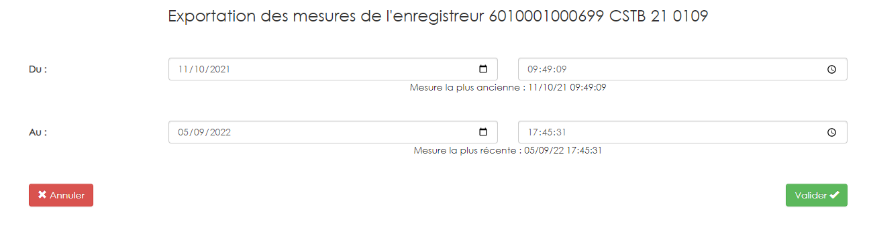 Exportation des mesures de l'enregistreur 6010001000699 CSTB 21 0109
Du : 11/10/2021 09:49:09
Mesure la plus ancienne : 11/10/21 09:49:09
Au : 05/09/2022 17:45:31
Mesure la plus récente : 05/09/22 17:45:31
Annuler Valider